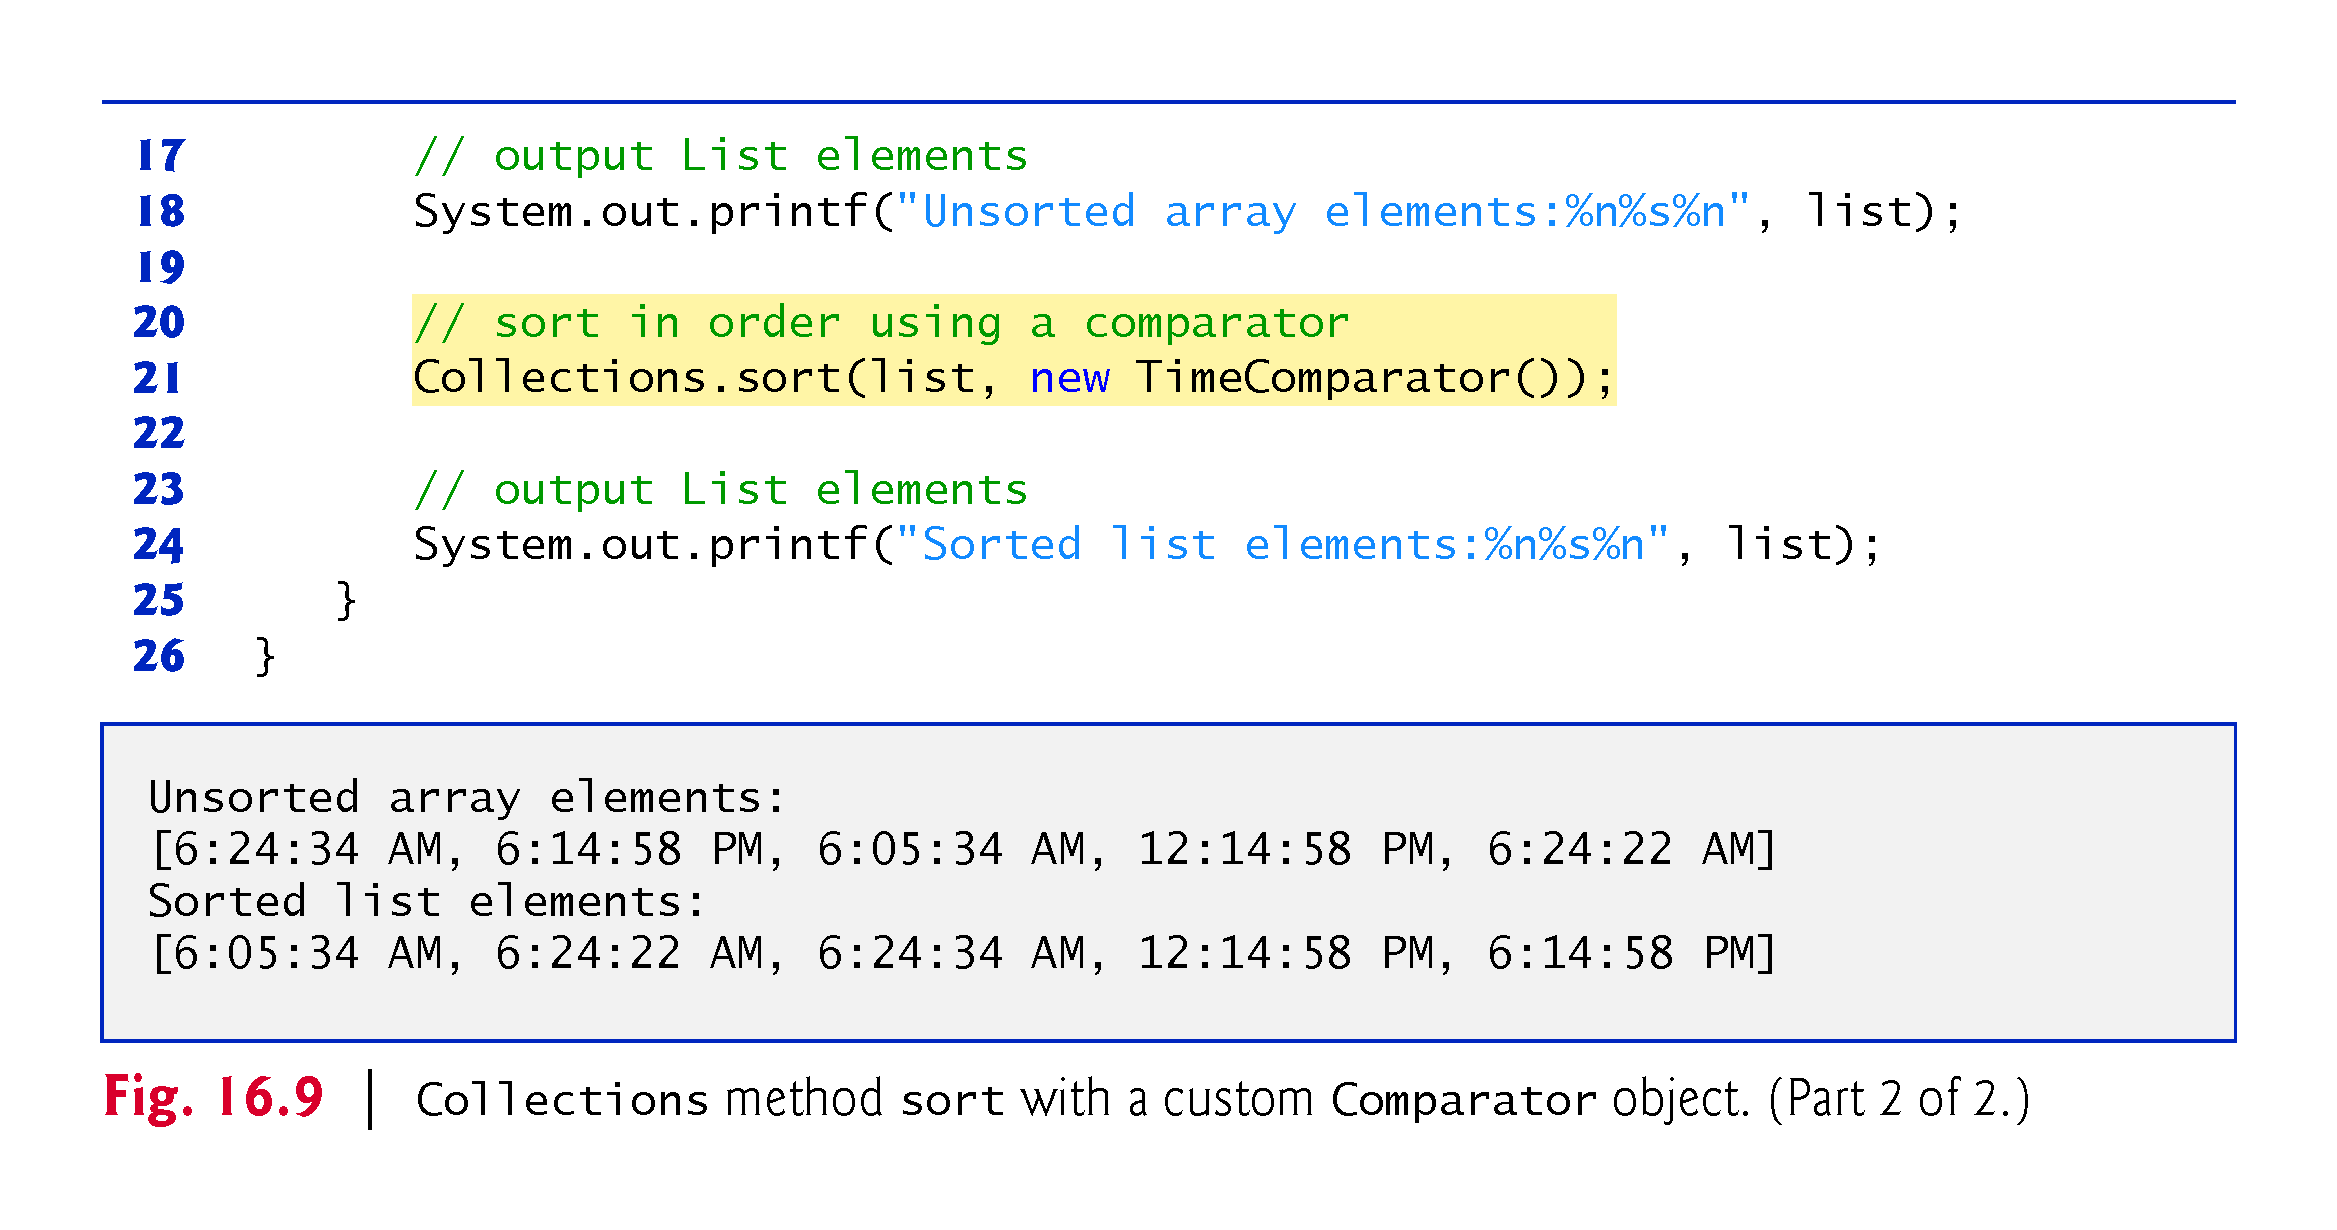 17 // output List elements
18 System.out.printf("Unsorted array elements:%n%s%n", list);
19
20 // sort in order using a comparator
21 Collections.sort(list, new TimeComparator());
22
23 // output List elements
24 System.out.printf("Sorted list elements:%n%s%n", list);
25 }
26 }
Unsorted array elements:
[6:24:34 AM, 6:14:58 PM, 6:05:34 AM, 12:14:58 PM, 6:24:22 AM]
Sorted list elements:
[6:05:34 AM, 6:24:22 AM, 6:24:34 AM, 12:14:58 PM, 6:14:58 PM]
Fig. 16.9 | Collections method sort with a custom Comparator object. (Part 2 of 2.)